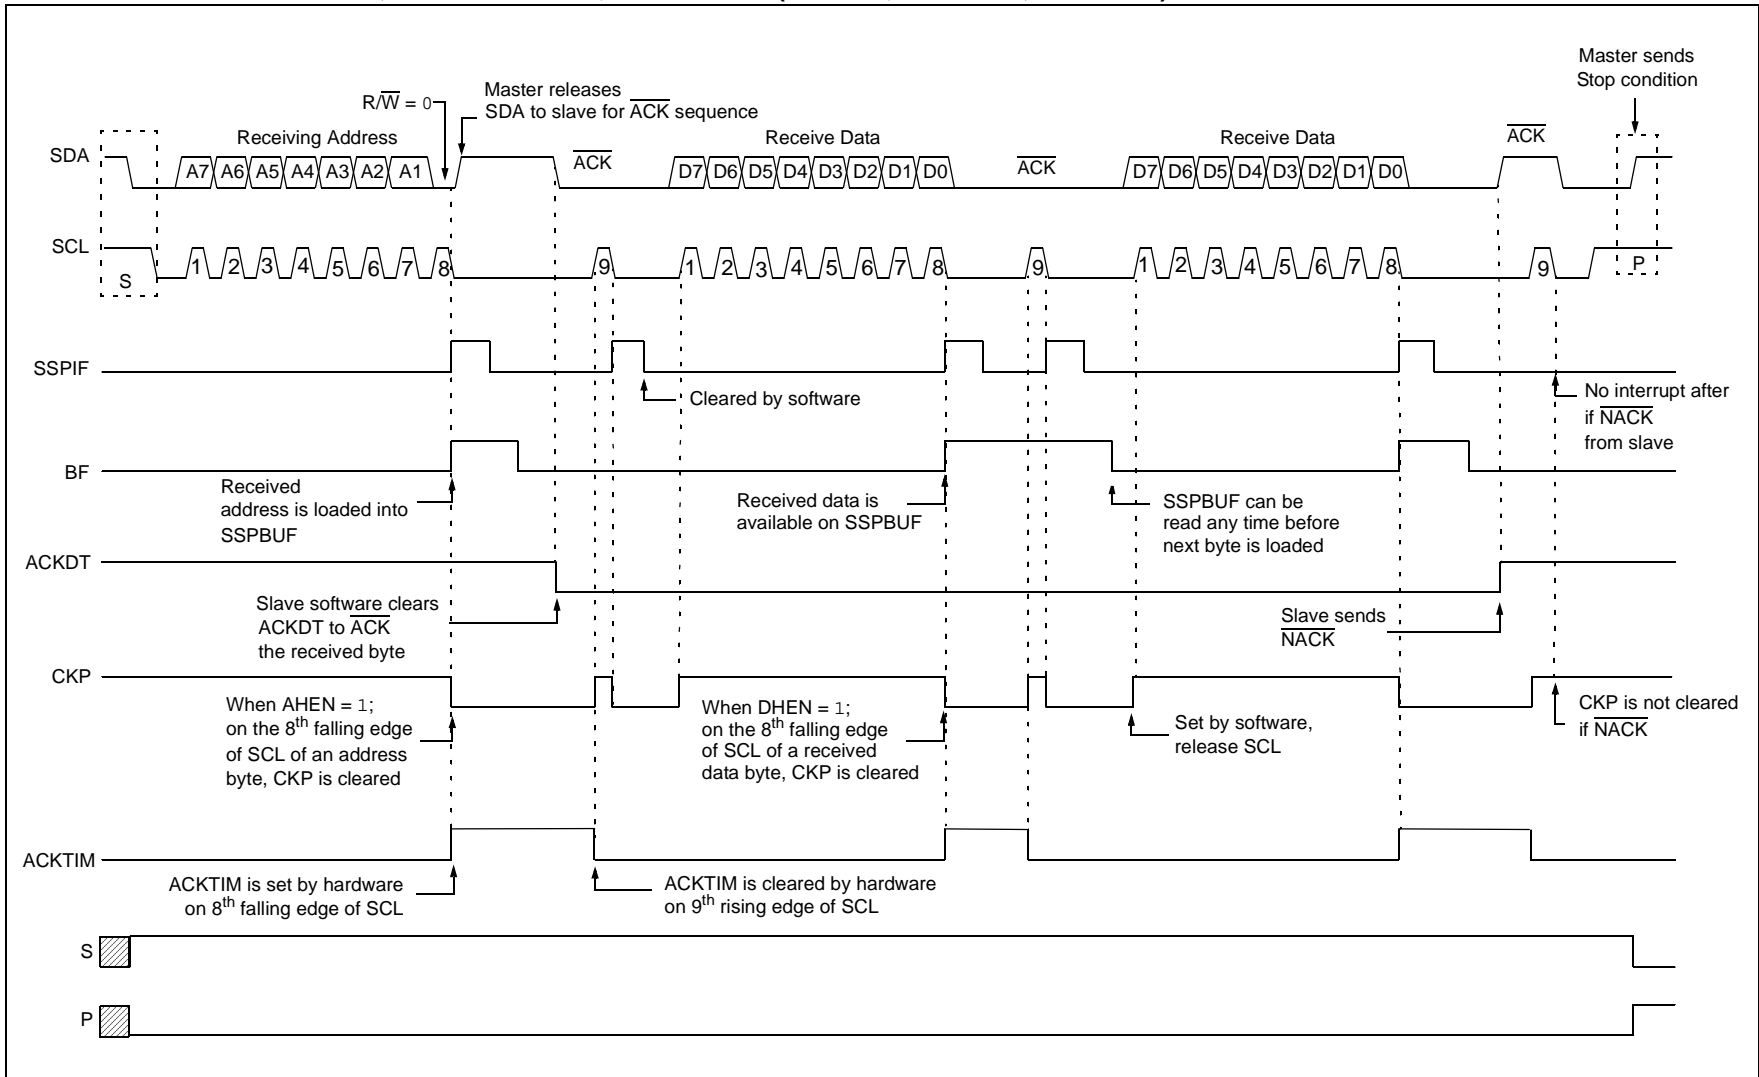 Master sends
Stop condition
Master releases
SDA to slave for ACK sequence
R/W = 0
Receiving Address
Receive Data
Receive Data
ACK
SDA
A7 A6 A5 A4 A3 A2 A1
ACK
D7 D6 D5 D4 D3 D2 D1 D0
ACK
D7 D6 D5 D4 D3 D2 D1 D0
SCL
S
1 2 3 4 5 6 7 8 9
1 2 3 4 5 6 7 8 9
1 2 3 4 5 6 7 8 9
P
SSPIF
Cleared by software
No interrupt after
if NACK
from slave
BF
Received
address is loaded into
SSPBUF
Received data is
available on SSPBUF
SSPBUF can be
read any time before
next byte is loaded
ACKDT
Slave software clears
ACKDT to ACK
the received byte
Slave sends
NACK
CKP
When AHEN = 1;
on the 8th falling edge
of SCL of an address
byte, CKP is cleared
When DHEN = 1;
on the 8th falling edge
of SCL of a received
data byte, CKP is cleared
Set by software,
release SCL
CKP is not cleared
if NACK
ACKTIM
ACKTIM is set by hardware
on 8th falling edge of SCL
ACKTIM is cleared by hardware
on 9th rising edge of SCL
S
P